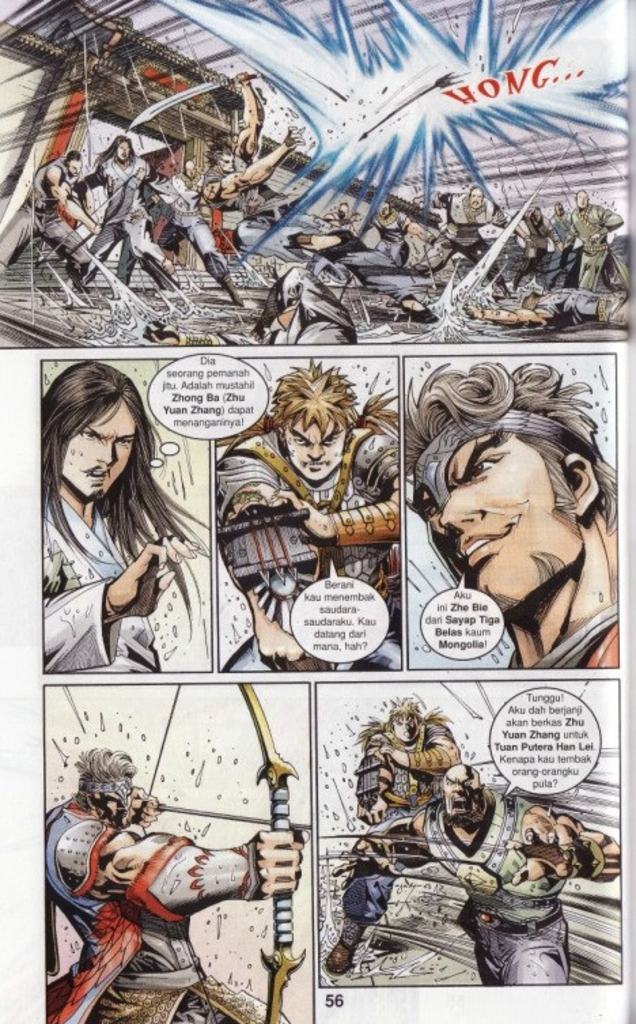 HONG...
Dia
seorang pemanah
jitu. Adalah mustahil
Zhong Ba (Zhu
Yuan Zhang) dapat
menanganinya!
Berani
kau menembak
saudara-
saudaraku. Kau
datang dari
mana, hah?
Aku
ini Zhe Bie
dari Sayap Tiga
Belas kaum
Mongolia!
Tunggu!
Aku dah berjanji
akan berkas Zhu
Yuan Zhang untuk
Tuan Putera Han Lei.
Kenapa kau tembak
orang-orangku
pula?
56